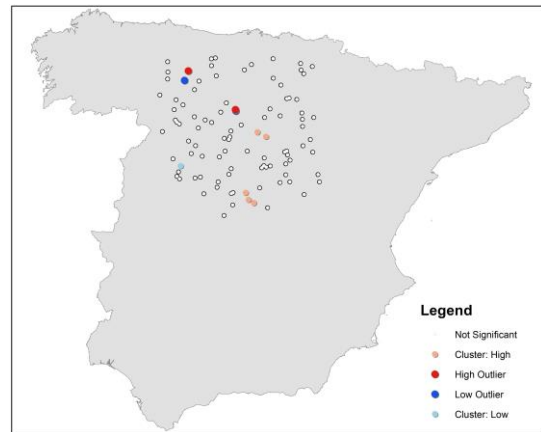 Legend
Not Significant
Cluster: High
High Outlier
Low Outlier
Cluster: Low